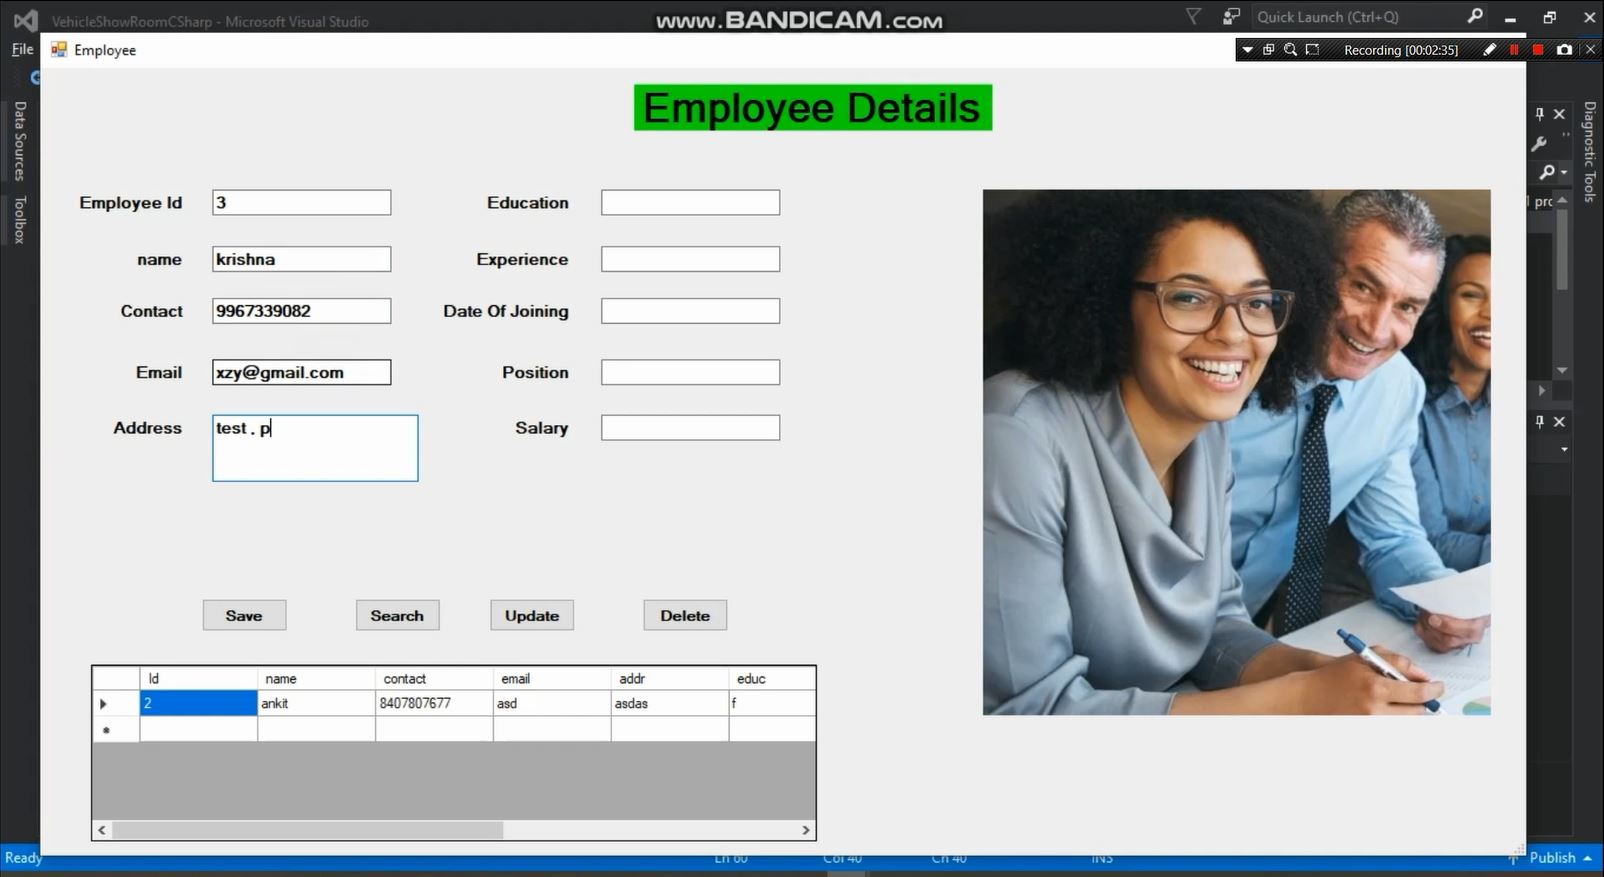 VehicleShowRoomCSharp - Microsoft Visual Studio
www.BANDICAM.com
Quick Launch (Ctrl+Q)
File
Employee
Recording [00:02:35]
Employee Details
Data Sources
Toolbox
Diagnostic Tools
Employee Id
3
Education
name
krishna
Experience
Contact
9967339082
Date Of Joining
Email
xzy@gmail.com
Position
Address
test . p
Salary
Save
Search
Update
Delete
Id name contact email addr educ
2 ankit 8407807677 asd asdas f
Ready
Ln 60
Col 40
Ch 40
INS
Publish